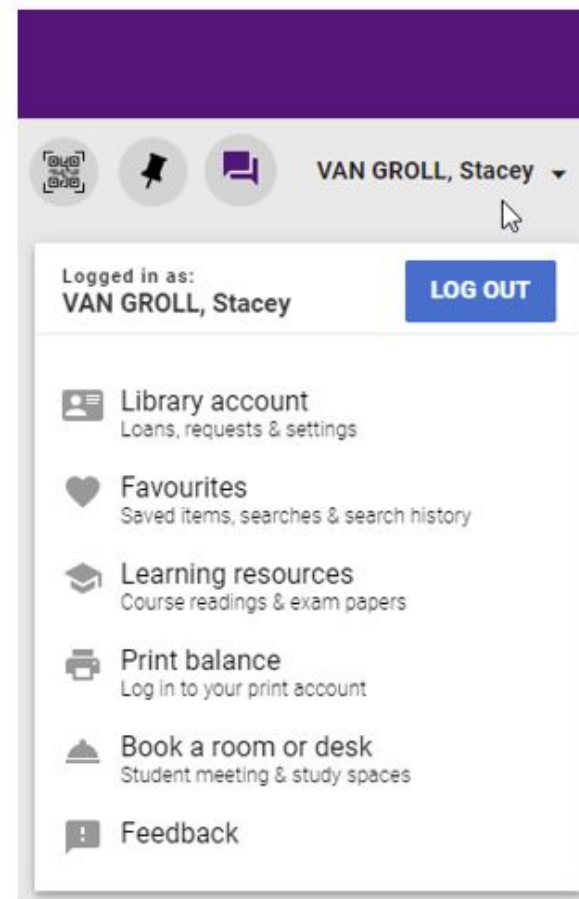 VAN GROLL, Stacey
Logged in as:
VAN GROLL, Stacey
LOG OUT
Library account
Loans, requests & settings
Favourites
Saved items, searches & search history
Learning resources
Course readings & exam papers
Print balance
Log in to your print account
Book a room or desk
Student meeting & study spaces
Feedback